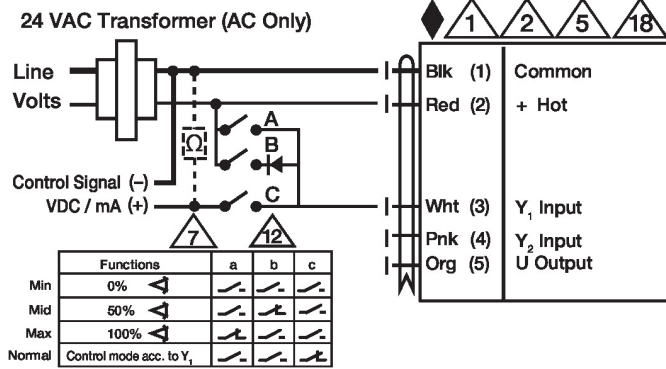 24 VAC Transformer (AC Only)
1 2 5 18
Line
Volts
Blk (1) Common
Red (2) + Hot
A
Ω
B
Control Signal (–)
VDC / mA (+)
C
Wht (3) Y1 Input
Pnk (4) Y2 Input
Org (5) U Output
7 12
Functions a b c
Min 0%
Mid 50%
Max 100%
Normal Control mode acc. to Y1